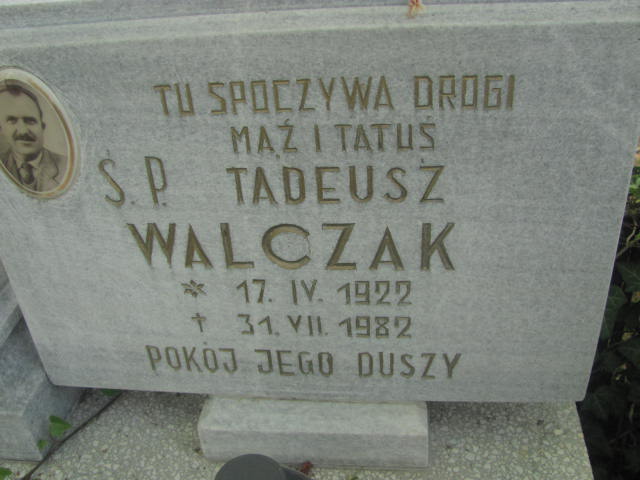 TU SPOCZYWA DROGI
MĄŻ I TATUŚ
Ś.P. TADEUSZ
WALCZAK
* 17. IV. 1922
† 31. VII. 1982
POKÓJ JEGO DUSZY